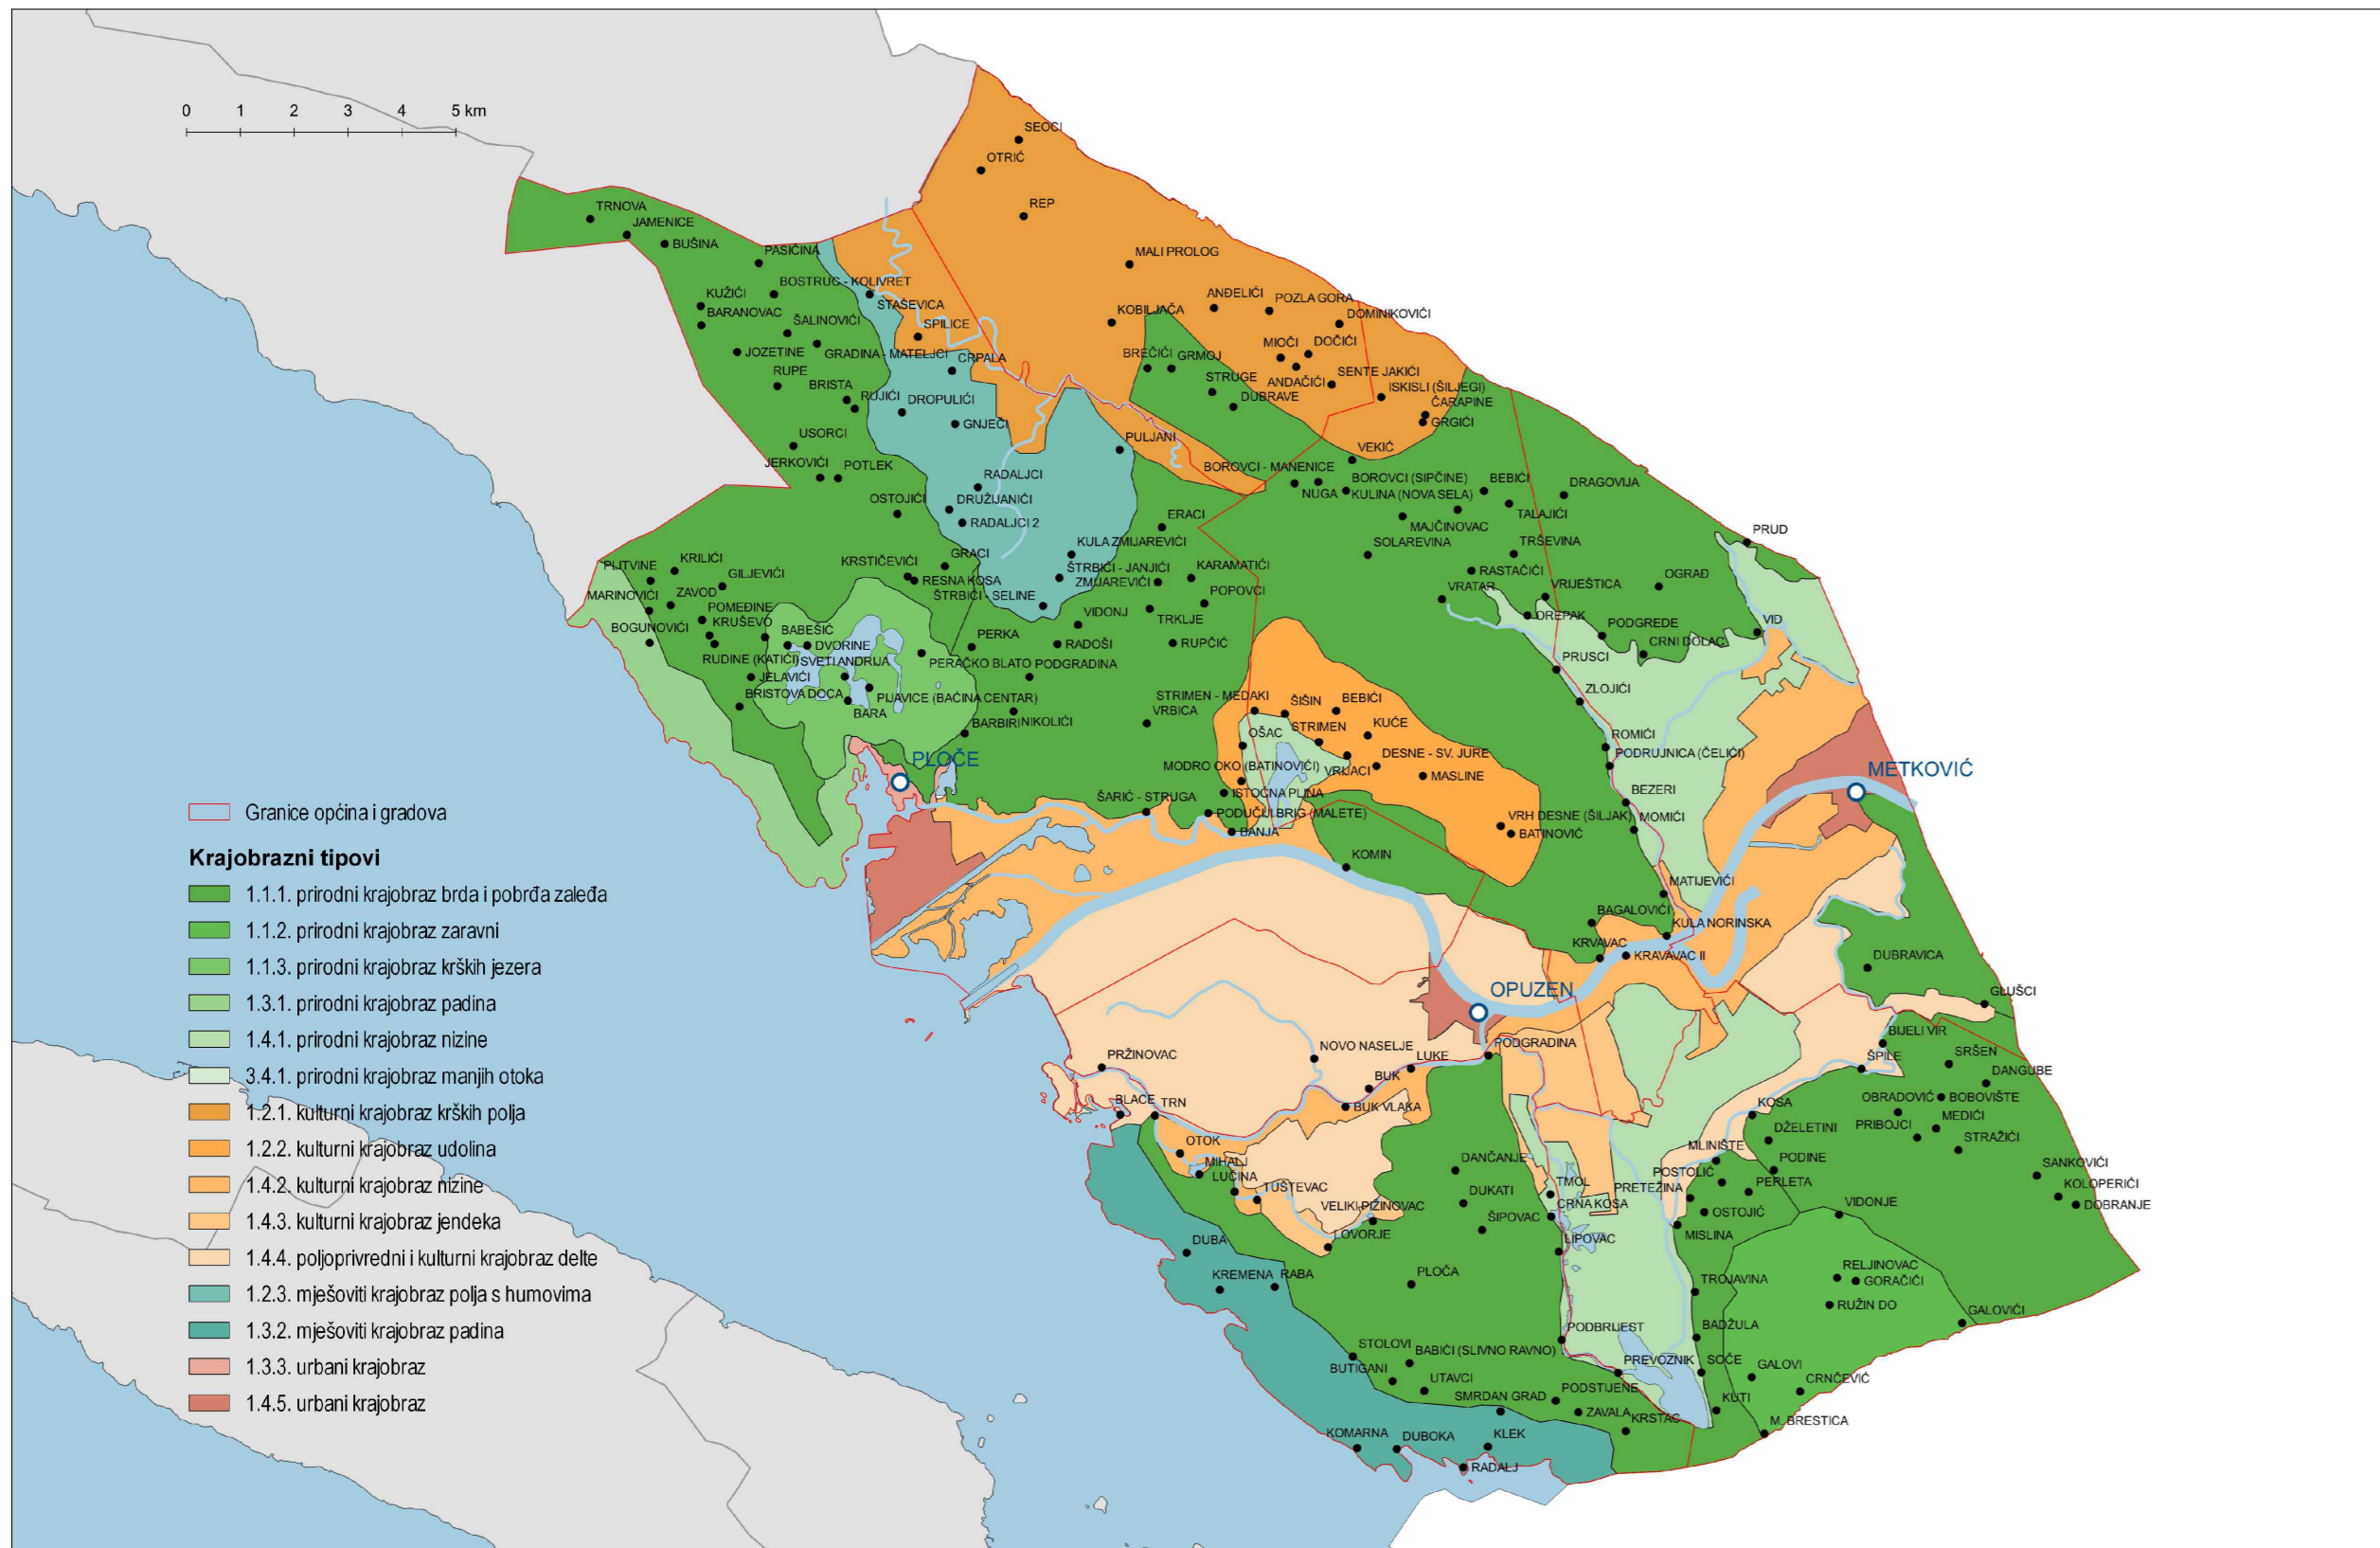 0 1 2 3 4 5 km
SEOCI
OTRIĆ
REP
TRNOVA
JAMENICE
BUŠINA
PASIČINA
MALI PROLOG
BOSTRUG - KOLIVRET
KUŽIĆI
BARANOVAC
STAŠEVICA
ANĐELIĆI
POZLA GORA
KOBILJAČA
DOMINIKOVIĆI
ŠALINOVIĆI
SPILICE
JOZETINE
GRADINA - MATELJCI
CRPALA
BREČIĆI
GRMOJ
MIOČI
DOČIĆI
RUPE
BRISTA
RUJIĆI
DROPULIĆI
STRUGE
DUBRAVE
ANDAČIĆI
SENTE JAKIĆI
ISKISLI (ŠILJEGI)
ČARAPINE
GRGIĆI
GNJEČI
USORCI
PULJANI
VEKIĆ
JERKOVIĆI
POTLEK
RADALJCI
BOROVCI - MANENICE
BOROVCI (SIPČINE)
BEBIĆI
DRAGOVIJA
OSTOJIĆI
DRUŽIJANIĆI
RADALJCI 2
NUGA
KULINA (NOVA SELA)
TALAJIĆI
ERACI
MAJČINOVAC
PRUD
KULA ZMIJAREVIĆI
SOLAREVINA
TRŠEVINA
KRILIĆI
PLITVINE
GILJEVIĆI
KRSTIČEVIĆI
GRACI
RESNA KOSA
ŠTRBIĆI - JANJIĆI
ZMIJAREVIĆI
KARAMATIĆI
RASTAČIĆI
VRATAR
VRIJEŠTICA
OGRAĐ
MARINOVIĆI
ZAVOD
ŠTRBIĆI - SELINE
POPOVCI
POMEĐINE
KRUŠEVO
VIDONJ
TRKLJE
OREPAK
PODGREDE
VID
BOGUNOVIĆI
BABEŠIĆ
DVORINE
PERKA
RADOŠI
RUPČIĆ
CRNI DOLAC
RUDINE (KATIĆI)
SVETI ANDRIJA
PERAČKO BLATO
PODGRADINA
PRUSCI
JELAVIĆI
BRISTOVA DOCA
PIJAVICE (BAĆINA CENTAR)
BARA
STRIMEN - MEDAKI
VRBICA
ŠIŠIN
BEBIĆI
ZLOJIĆI
BARBIRI
NIKOLIĆI
STRIMEN
KUĆE
OŠAC
ROMIĆI
PODRUJNICA (ČELIĆI)
PLOČE
MODRO OKO (BATINOVIĆI)
VRIJACI
DESNE - SV. JURE
MASLINE
METKOVIĆ
ISTOČNA PLINA
ŠARIĆ - STRUGA
BEZERI
PODUČIJI BRIG (MALETE)
VRH DESNE (ŠILJAK)
MOMIĆI
BANJA
BATINOVIĆ
KOMIN
MATIJEVIĆI
BAGALOVIĆI
KULA NORINSKA
KRVAVAC
KRAVAVAC II
DUBRAVICA
OPUZEN
GLUŠCI
BIJELI VIR
PODGRADINA
NOVO NASELJE
LUKE
PRŽINOVAC
ŠPILE
SRŠEN
DANGUBE
BUK
BUK VLAKA
BLACE
TRN
KOSA
OBRADOVIĆ
BOBOVIŠTE
MEDIĆI
PRIBOJCI
DŽELETINI
STRAŽIĆI
OTOK
MLINIŠTE
MIHALJ
LUČINA
DANČANJE
POSTOLIĆ
PODINE
SANKOVIĆI
TUŠTEVAC
DUKATI
TMOL
CRNA KOSA
PRETEŽINA
PERLETA
KOLOPERIĆI
DOBRANJE
VELIKI PIŽINOVAC
ŠIPOVAC
OSTOJIĆ
VIDONJE
LOVORJE
LIPOVAC
MISLINA
DUBA
KREMENA
RABA
PLOČA
TROJAVINA
RELJINOVAC
GORAČIĆI
RUŽIN DO
GALOVIĆI
PODBRIJEST
BADŽULA
STOLOVI
BABIĆI (SLIVNO RAVNO)
BUTIGANI
UTAVCI
PREVOZNIK
SOČE
GALOVI
CRNČEVIĆ
SMRDAN GRAD
PODSTIJENE
KUTI
ZAVALA
KRSTAC
M. BRESTICA
KOMARNA
DUBOKA
KLEK
RADALJ
Granice općina i gradova
Krajobrazni tipovi
1.1.1. prirodni krajobraz brda i pobrđa zaleđa
1.1.2. prirodni krajobraz zaravni
1.1.3. prirodni krajobraz krških jezera
1.3.1. prirodni krajobraz padina
1.4.1. prirodni krajobraz nizine
3.4.1. prirodni krajobraz manjih otoka
1.2.1. kulturni krajobraz krških polja
1.2.2. kulturni krajobraz udolina
1.4.2. kulturni krajobraz nizine
1.4.3. kulturni krajobraz jendeka
1.4.4. poljoprivredni i kulturni krajobraz delte
1.2.3. mješoviti krajobraz polja s humovima
1.3.2. mješoviti krajobraz padina
1.3.3. urbani krajobraz
1.4.5. urbani krajobraz